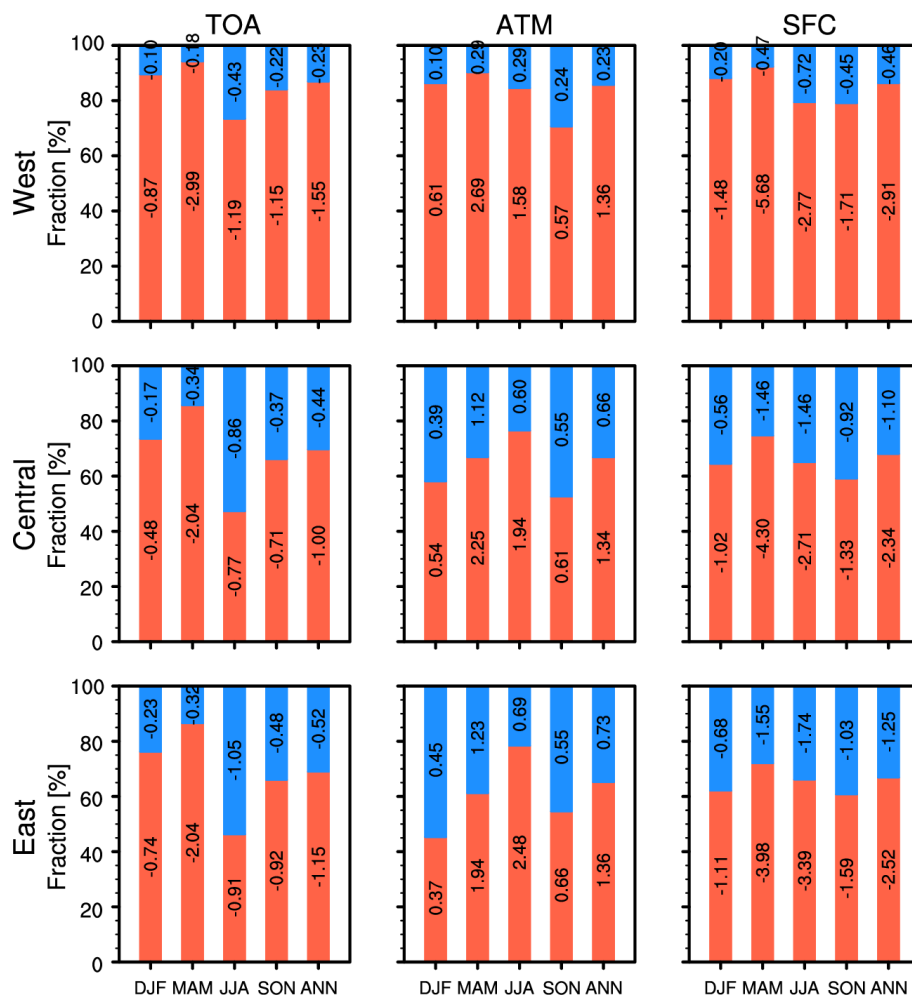 TOA ATM SFC
West
Fraction [%]
100
80
60
40
20
0
-0.10 -0.18 -0.43 -0.22 -0.23
-0.87 -2.99 -1.19 -1.15 -1.55
0.10 0.29 0.29 0.24 0.23
0.61 2.69 1.58 0.57 1.36
-0.20 -0.47 -0.72 -0.45 -0.46
-1.48 -5.68 -2.77 -1.71 -2.91
Central
Fraction [%]
100
80
60
40
20
0
-0.17 -0.34 -0.86 -0.37 -0.44
-0.48 -2.04 -0.77 -0.71 -1.00
0.39 1.12 0.60 0.55 0.66
0.54 2.25 1.94 0.61 1.34
-0.56 -1.46 -1.46 -0.92 -1.10
-1.02 -4.30 -2.71 -1.33 -2.34
East
Fraction [%]
100
80
60
40
20
0
-0.23 -0.32 -1.05 -0.48 -0.52
-0.74 -2.04 -0.91 -0.92 -1.15
0.45 1.23 0.69 0.55 0.73
0.37 1.94 2.48 0.66 1.36
-0.68 -1.55 -1.74 -1.03 -1.25
-1.11 -3.98 -3.39 -1.59 -2.52
DJF MAM JJA SON ANN DJF MAM JJA SON ANN DJF MAM JJA SON ANN